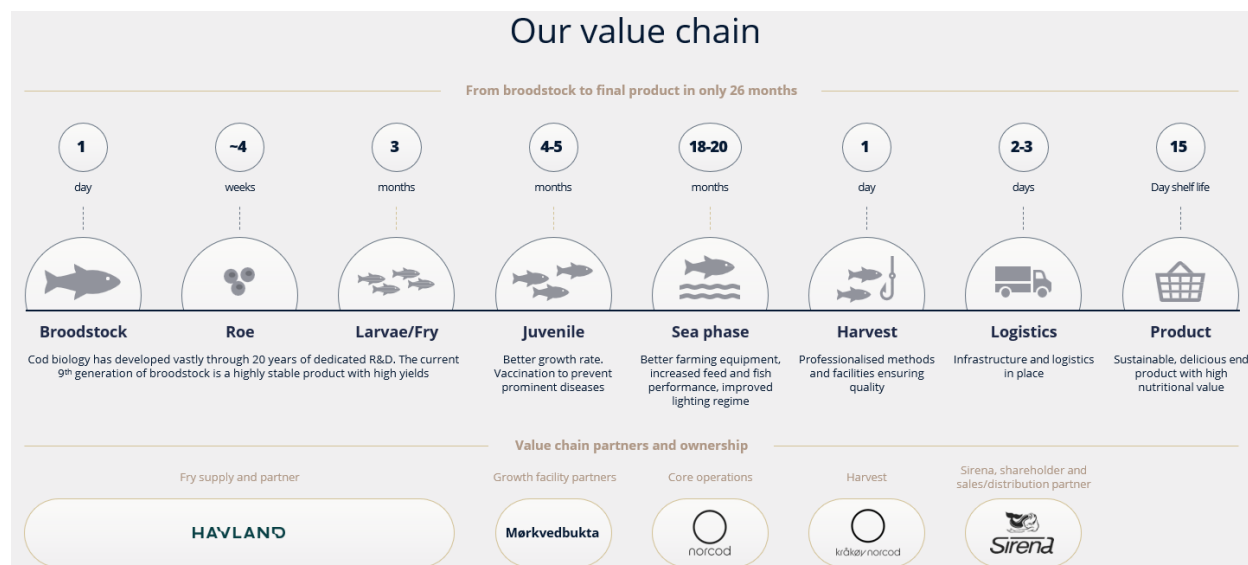 Our value chain
From broodstock to final product in only 26 months
1
day
~4
weeks
3
months
4-5
months
18-20
months
1
day
2-3
days
15
Day shelf life
Broodstock
Roe
Larvae/Fry
Juvenile
Sea phase
Harvest
Logistics
Product
Cod biology has developed vastly through 20 years of dedicated R&D. The current
9th generation of broodstock is a highly stable product with high yields
Better growth rate.
Vaccination to prevent
prominent diseases
Better farming equipment,
increased feed and fish
performance, improved
lighting regime
Professionalised methods
and facilities ensuring
quality
Infrastructure and logistics
in place
Sustainable, delicious end
product with high
nutritional value
Value chain partners and ownership
Fry supply and partner
HAVLAND
Growth facility partners
Mørkvedbukta
Core operations
norcod
Harvest
kråkøy norcod
Sirena, shareholder and
sales/distribution partner
Sirena